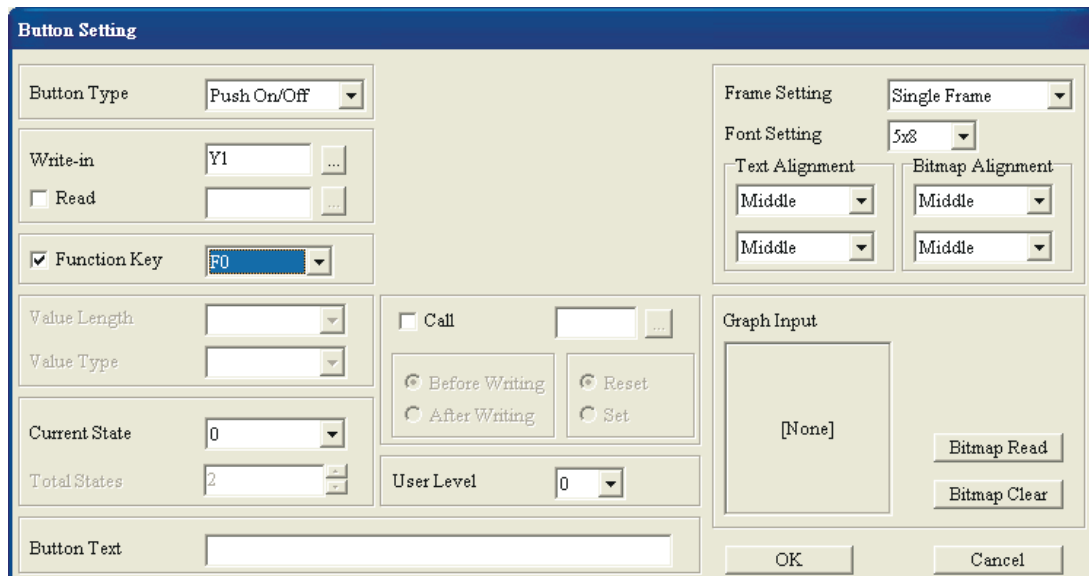 Button Setting
Button Type Push On/Off
Write-in Y1 ...
Read ...
Function Key F0
Value Length
Value Type
Current State 0
Total States 2
Call ...
Before Writing
After Writing
Reset
Set
User Level 0
Button Text
Frame Setting Single Frame
Font Setting 5x8
Text Alignment
Middle
Middle
Bitmap Alignment
Middle
Middle
Graph Input
[None]
Bitmap Read
Bitmap Clear
OK
Cancel